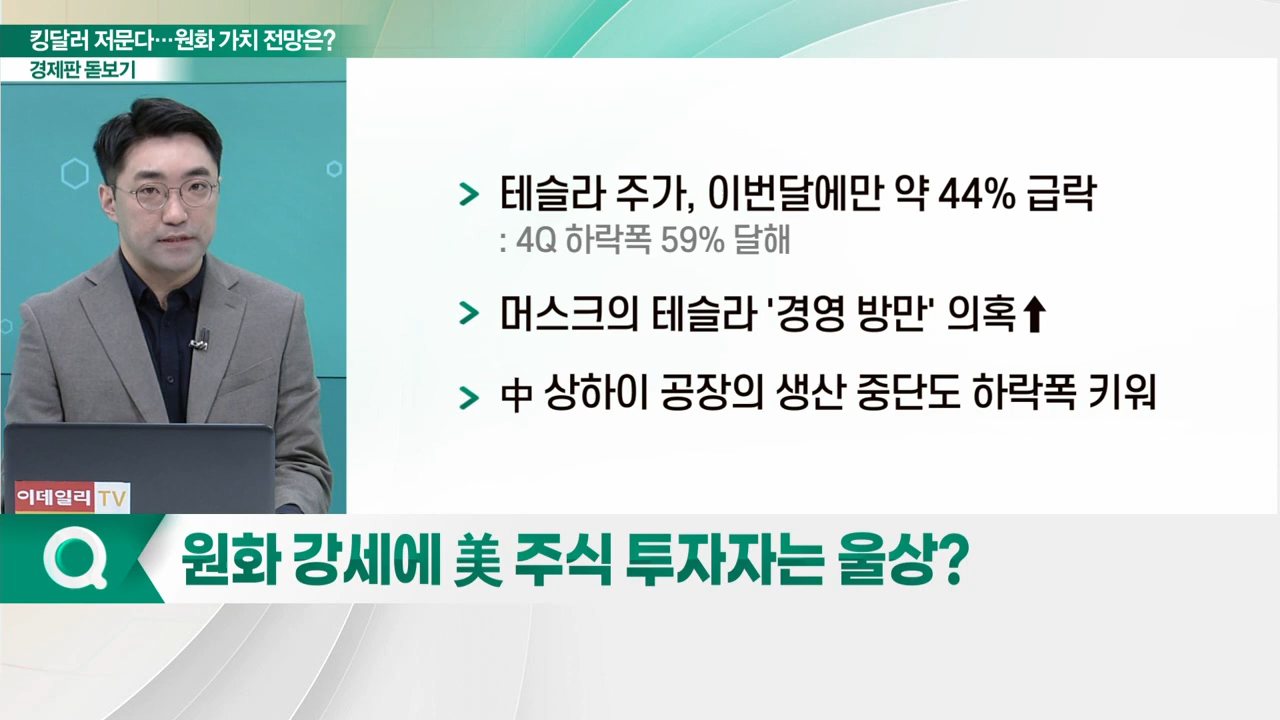 킹달러 저문다…원화 가치 전망은?
경제판 돋보기
> 테슬라 주가, 이번달에만 약 44% 급락
: 4Q 하락폭 59% 달해
> 머스크의 테슬라 '경영 방만' 의혹⬆
> 中 상하이 공장의 생산 중단도 하락폭 키워
이데일리 TV
Q 원화 강세에 美 주식 투자자는 울상?